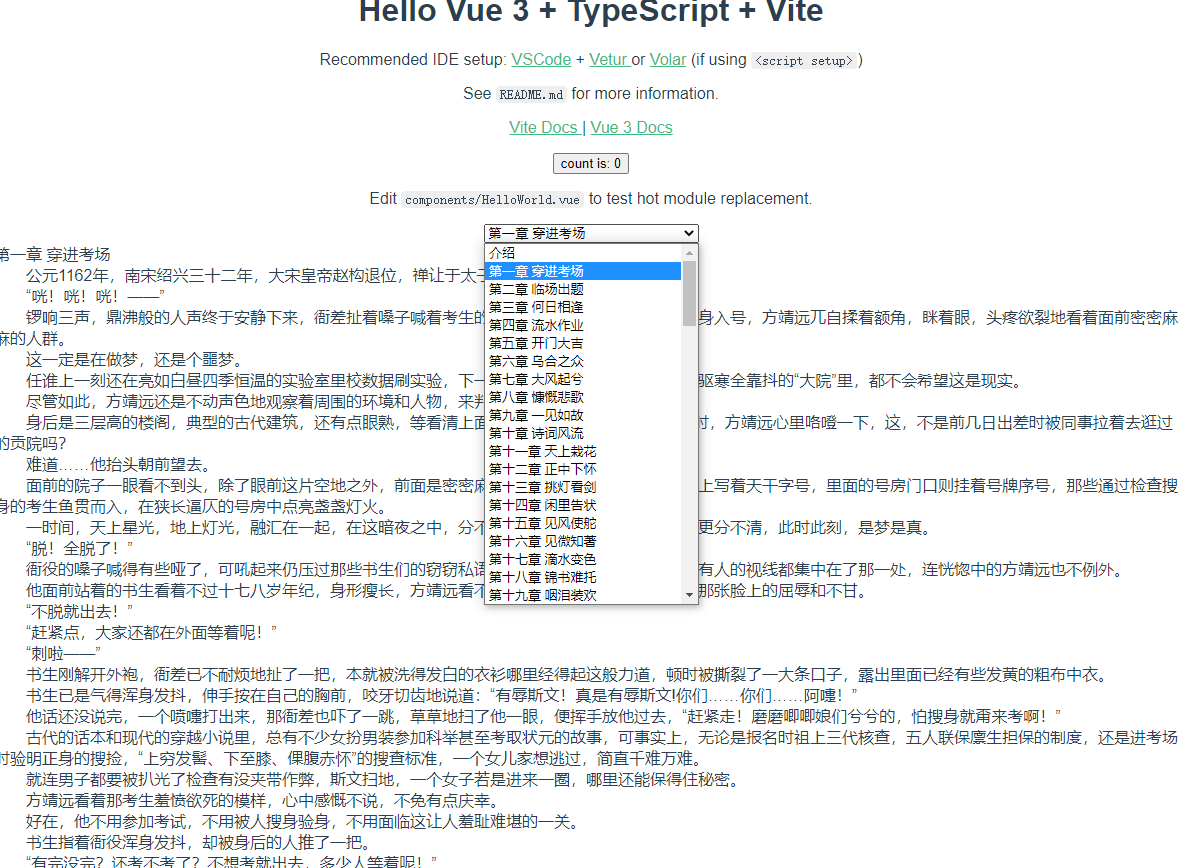 Hello Vue 3 + TypeScript + Vite
Recommended IDE setup: VSCode + Vetur or Volar (if using <script setup>)
See README.md for more information.
Vite Docs | Vue 3 Docs
count is: 0
Edit components/HelloWorld.vue to test hot module replacement.
第一章 穿进考场
介绍
第一章 穿进考场
第二章 临场出题
第三章 何日相逢
第四章 流水作业
第五章 开门大吉
第六章 乌合之众
第七章 大风起兮
第八章 慷慨悲歌
第九章 一见如故
第十章 诗词风流
第十一章 天上栽花
第十二章 正中下怀
第十三章 挑灯看剑
第十四章 闲里告状
第十五章 见风使舵
第十六章 见微知著
第十七章 滴水变色
第十八章 锦书难托
第十九章 咽泪装欢
第一章 穿进考场
公元1162年，南宋绍兴三十二年，大宋皇帝赵构退位，禅让于太子
“咣！咣！咣！——”
锣响三声，鼎沸般的人声终于安静下来，衙差扯着嗓子喊着考生的 身入号，方靖远兀自揉着额角，眯着眼，头疼欲裂地看着面前密密麻
麻的人群。
这一定是在做梦，还是个噩梦。
任谁上一刻还在亮如白昼四季恒温的实验室里校数据刷实验，下一 驱寒全靠抖的“大院”里，都不会希望这是现实。
尽管如此，方靖远还是不动声色地观察着周围的环境和人物，来判
身后是三层高的楼阁，典型的古代建筑，还有点眼熟，等看清上面 时，方靖远心里咯噔一下，这，不是前几日出差时被同事拉着去逛过
的贡院吗？
难道……他抬头朝前望去。
面前的院子一眼看不到头，除了眼前这片空地之外，前面是密密麻 上写着天干字号，里面的号房门口则挂着号牌序号，那些通过检查搜
身的考生鱼贯而入，在狭长逼仄的号房中点亮盏盏灯火。
一时间，天上星光，地上灯光，融汇在一起，在这暗夜之中，分不 更分不清，此时此刻，是梦是真。
“脱！全脱了！”
衙役的嗓子喊得有些哑了，可吼起来仍压过那些书生们的窃窃私语 有人的视线都集中在了那一处，连恍惚中的方靖远也不例外。
他面前站着的书生看着不过十七八岁年纪，身形瘦长，方靖远看不 那张脸上的屈辱和不甘。
“不脱就出去！”
“赶紧点，大家还都在外面等着呢！”
“刺啦——”
书生刚解开外袍，衙差已不耐烦地扯了一把，本就被洗得发白的衣衫哪里经得起这般力道，顿时被撕裂了一大条口子，露出里面已经有些发黄的粗布中衣。
书生已是气得浑身发抖，伸手按在自己的胸前，咬牙切齿地说道：“有辱斯文！真是有辱斯文!你们……你们……阿嚏！”
他话还没说完，一个喷嚏打出来，那衙差也吓了一跳，草草地扫了他一眼，便挥手放他过去，“赶紧走！磨磨唧唧娘们兮兮的，怕搜身就甭来考啊！”
古代的话本和现代的穿越小说里，总有不少女扮男装参加科举甚至考取状元的故事，可事实上，无论是报名时祖上三代核查，五人联保廪生担保的制度，还是进考场
时验明正身的搜捡，“上穷发髻、下至膝、倮腹赤怀”的搜查标准，一个女儿家想逃过，简直千难万难。
就连男子都要被扒光了检查有没夹带作弊，斯文扫地，一个女子若是进来一圈，哪里还能保得住秘密。
方靖远看着那考生羞愤欲死的模样，心中感慨不说，不免有点庆幸。
好在，他不用参加考试，不用被人搜身验身，不用面临这让人羞耻难堪的一关。
书生指着衙役浑身发抖，却被身后的人推了一把。
“有完没完？还考不考了？不想考就出去，多少人等着呢！”